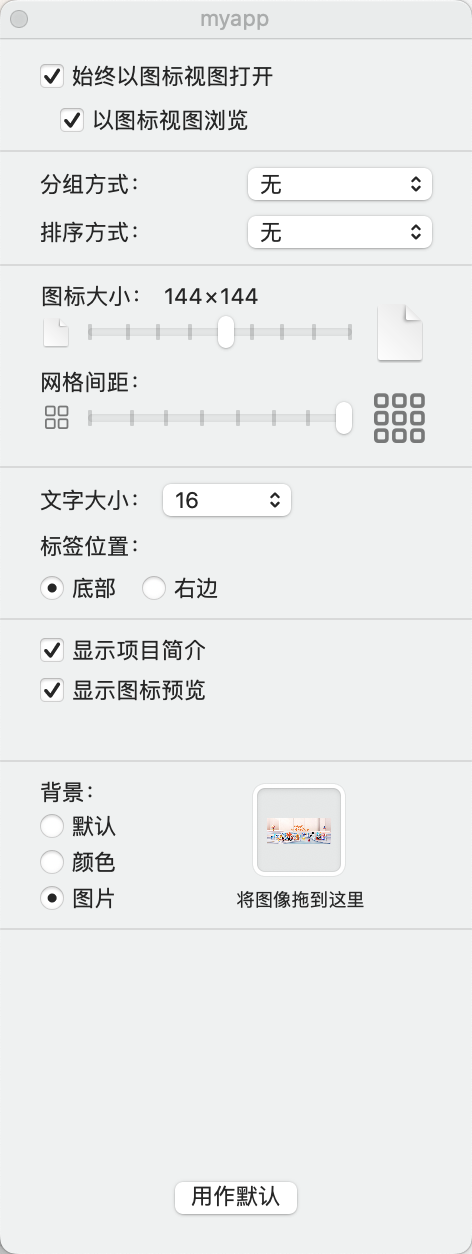 myapp
始终以图标视图打开
以图标视图浏览
分组方式： 无
排序方式： 无
图标大小： 144×144
网格间距：
文字大小： 16
标签位置：
底部 右边
显示项目简介
显示图标预览
背景：
默认
颜色
图片
将图像拖到这里
用作默认